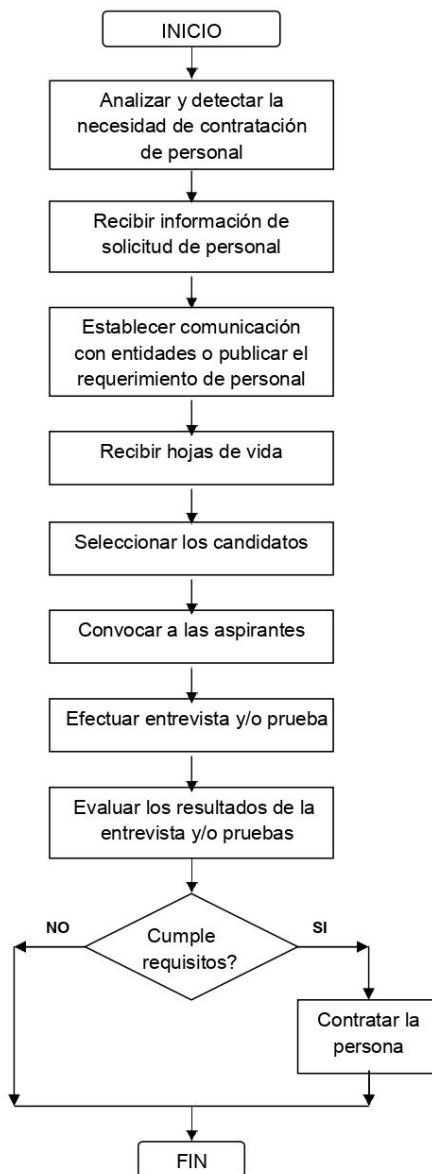 INICIO
Analizar y detectar la
necesidad de contratación
de personal
Recibir información de
solicitud de personal
Establecer comunicación
con entidades o publicar el
requerimiento de personal
Recibir hojas de vida
Seleccionar los candidatos
Convocar a las aspirantes
Efectuar entrevista y/o prueba
Evaluar los resultados de la
entrevista y/o pruebas
NO
SI
Cumple
requisitos?
Contratar la
persona
FIN